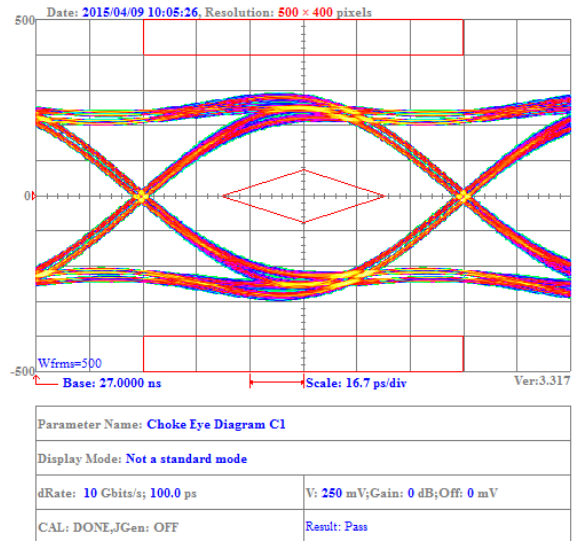 Date: 2015/04/09 10:05:26, Resolution: 500 × 400 pixels
500
0
-500
Wfrms=500
Base: 27.0000 ns
Scale: 16.7 ps/div
Ver:3.317
Parameter Name: Choke Eye Diagram C1
Display Mode: Not a standard mode
dRate: 10 Gbits/s; 100.0 ps
V: 250 mV;Gain: 0 dB;Off: 0 mV
CAL: DONE,JGen: OFF
Result: Pass